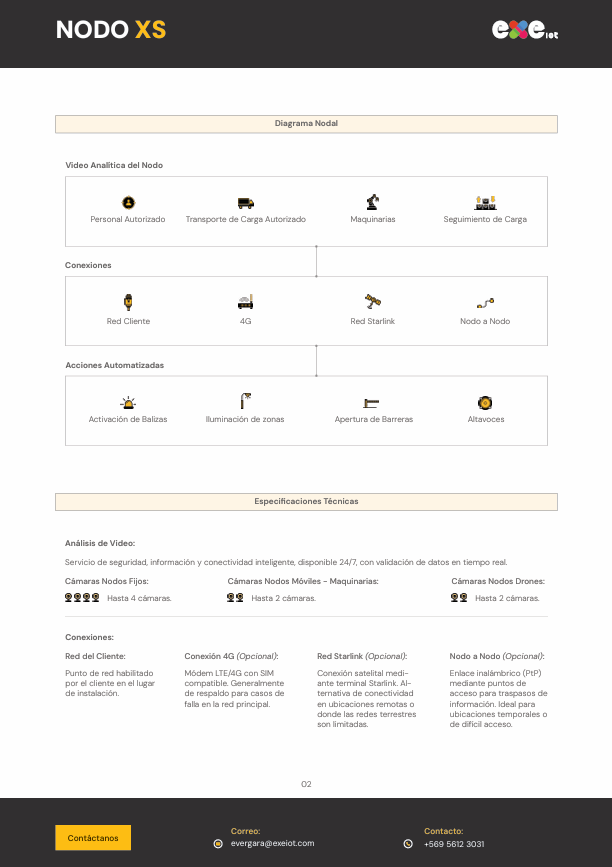 NODO XS
exe.iot
Diagrama Nodal
Video Analítica del Nodo
Personal Autorizado
Transporte de Carga Autorizado
Maquinarias
Seguimiento de Carga
Conexiones
Red Cliente
4G
Red Starlink
Nodo a Nodo
Acciones Automatizadas
Activación de Balizas
Iluminación de zonas
Apertura de Barreras
Altavoces
Especificaciones Técnicas
Análisis de Video:
Servicio de seguridad, información y conectividad inteligente, disponible 24/7, con validación de datos en tiempo real.
Cámaras Nodos Fijos:
Hasta 4 cámaras.
Cámaras Nodos Móviles - Maquinarias:
Hasta 2 cámaras.
Cámaras Nodos Drones:
Hasta 2 cámaras.
Conexiones:
Red del Cliente:
Punto de red habilitado
por el cliente en el lugar
de instalación.
Conexión 4G (Opcional):
Módem LTE/4G con SIM
compatible. Generalmente
de respaldo para casos de
falla en la red principal.
Red Starlink (Opcional):
Conexión satelital medi-
ante terminal Starlink. Al-
ternativa de conectividad
en ubicaciones remotas o
donde las redes terrestres
son limitadas.
Nodo a Nodo (Opcional):
Enlace inalámbrico (PtP)
mediante puntos de
acceso para traspasos de
información. Ideal para
ubicaciones temporales o
de difícil acceso.
02
Contáctanos
Correo:
evergara@exeiot.com
Contacto:
+569 5612 3031